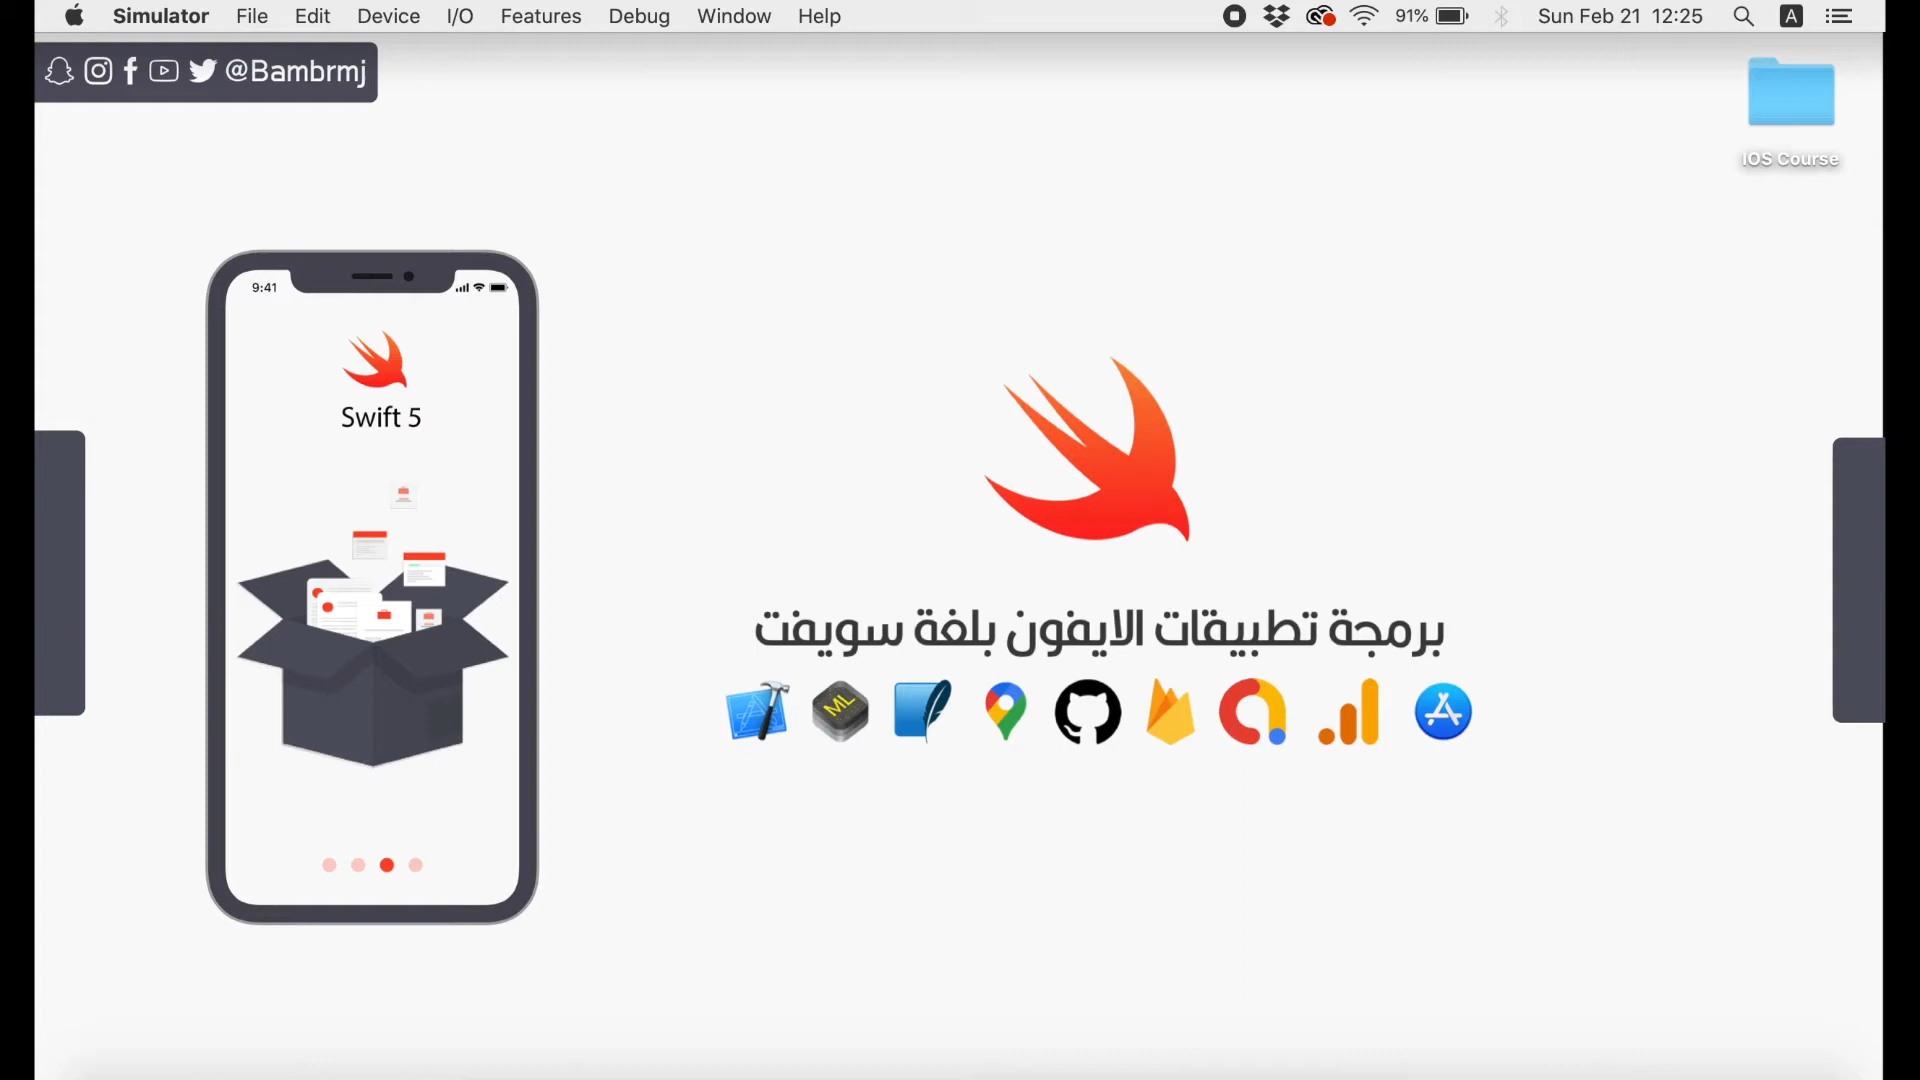 Simulator File Edit Device I/O Features Debug Window Help 91% Sun Feb 21 12:25 A
@Bambrmj
IOS Course
9:41
Swift 5
برمجة تطبيقات الايفون بلغة سويفت
ML